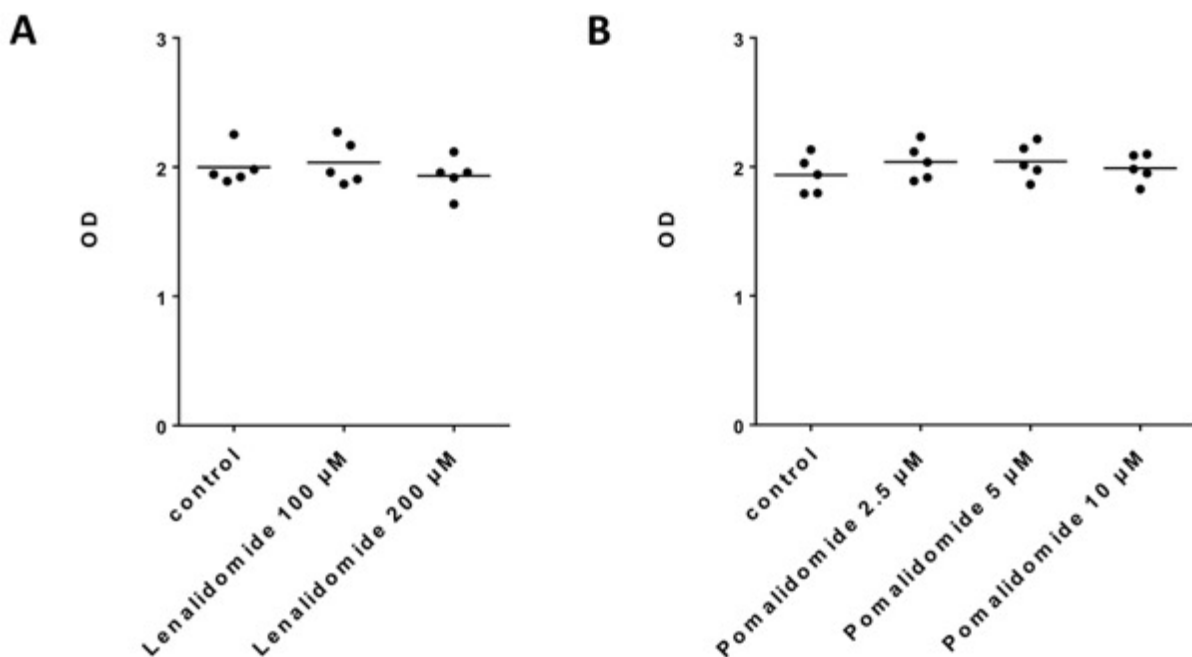 A
3
2
1
0
OD
control
Lenalidomide 100 µM
Lenalidomide 200 µM
B
3
2
1
0
OD
control
Pomalidomide 2.5 µM
Pomalidomide 5 µM
Pomalidomide 10 µM